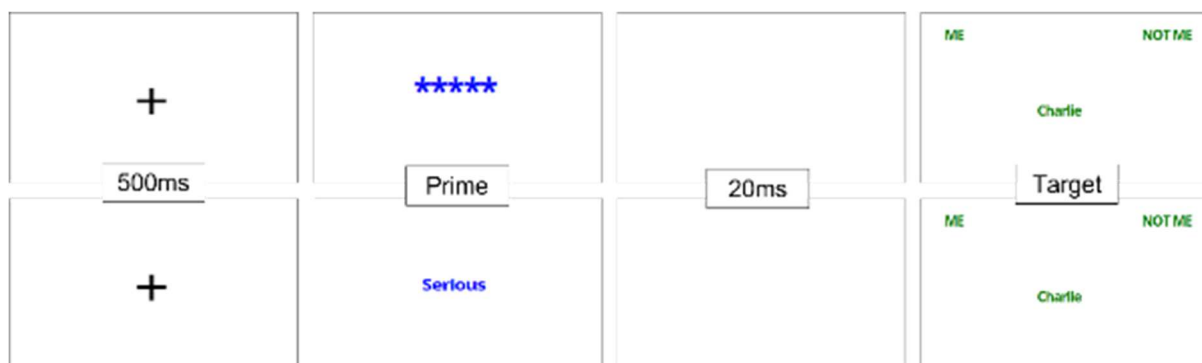 +
*****
ME NOT ME
Charlie
500ms
Prime
20ms
Target
+
Serious
ME NOT ME
Charlie